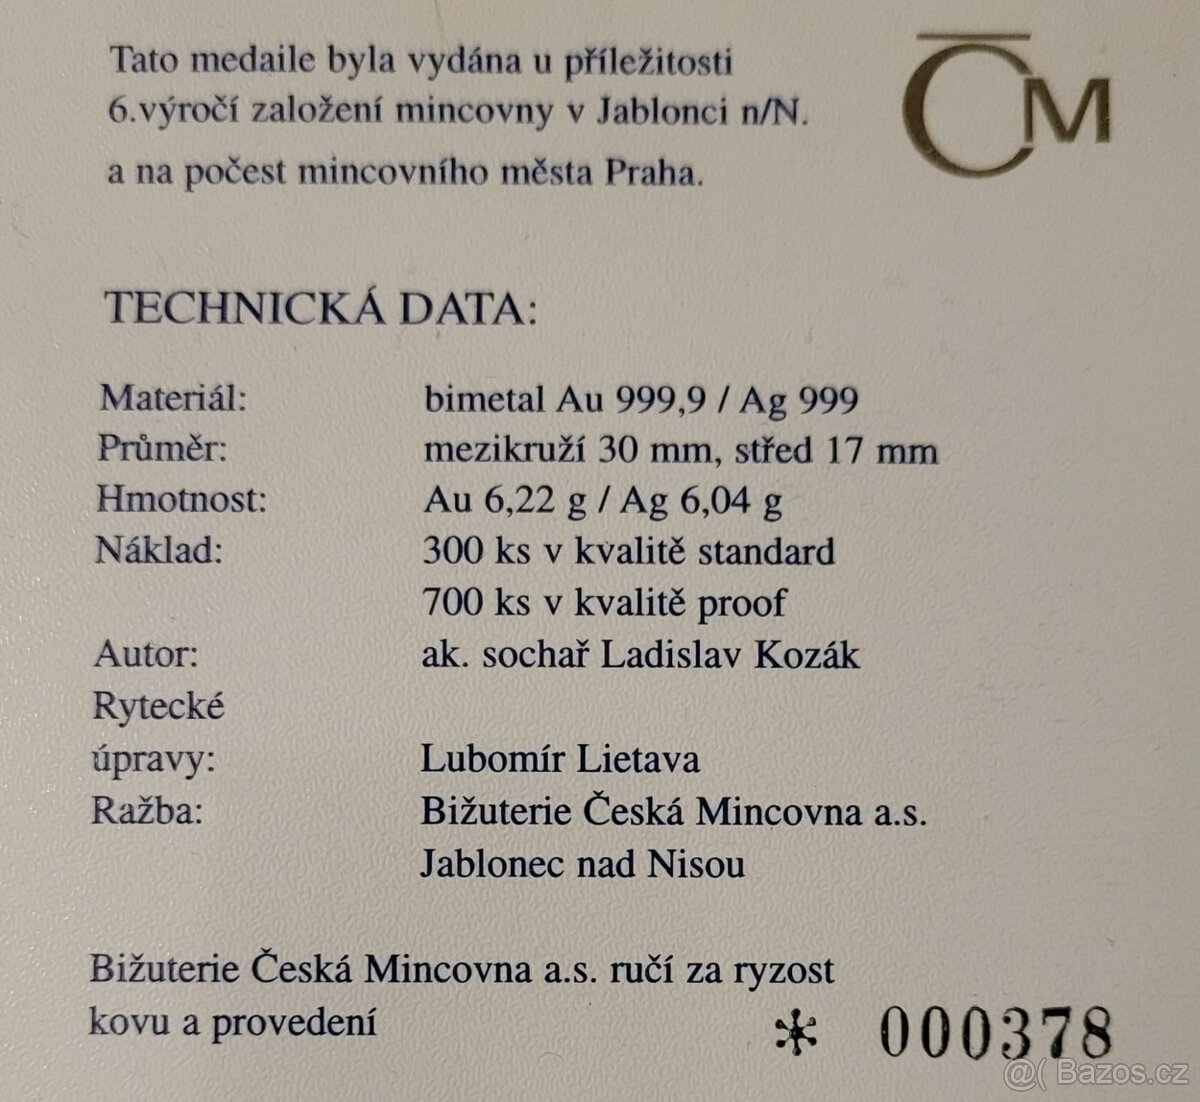 Tato medaile byla vydána u příležitosti
6.výročí založení mincovny v Jablonci n/N.
a na počest mincovního města Praha.
ČM
TECHNICKÁ DATA:
Materiál: bimetal Au 999,9 / Ag 999
Průměr: mezikruží 30 mm, střed 17 mm
Hmotnost: Au 6,22 g / Ag 6,04 g
Náklad: 300 ks v kvalitě standard
700 ks v kvalitě proof
Autor: ak. sochař Ladislav Kozák
Rytecké
úpravy: Lubomír Lietava
Ražba: Bižuterie Česká Mincovna a.s.
Jablonec nad Nisou
Bižuterie Česká Mincovna a.s. ručí za ryzost
kovu a provedení
* 000378
@( Bazos.cz